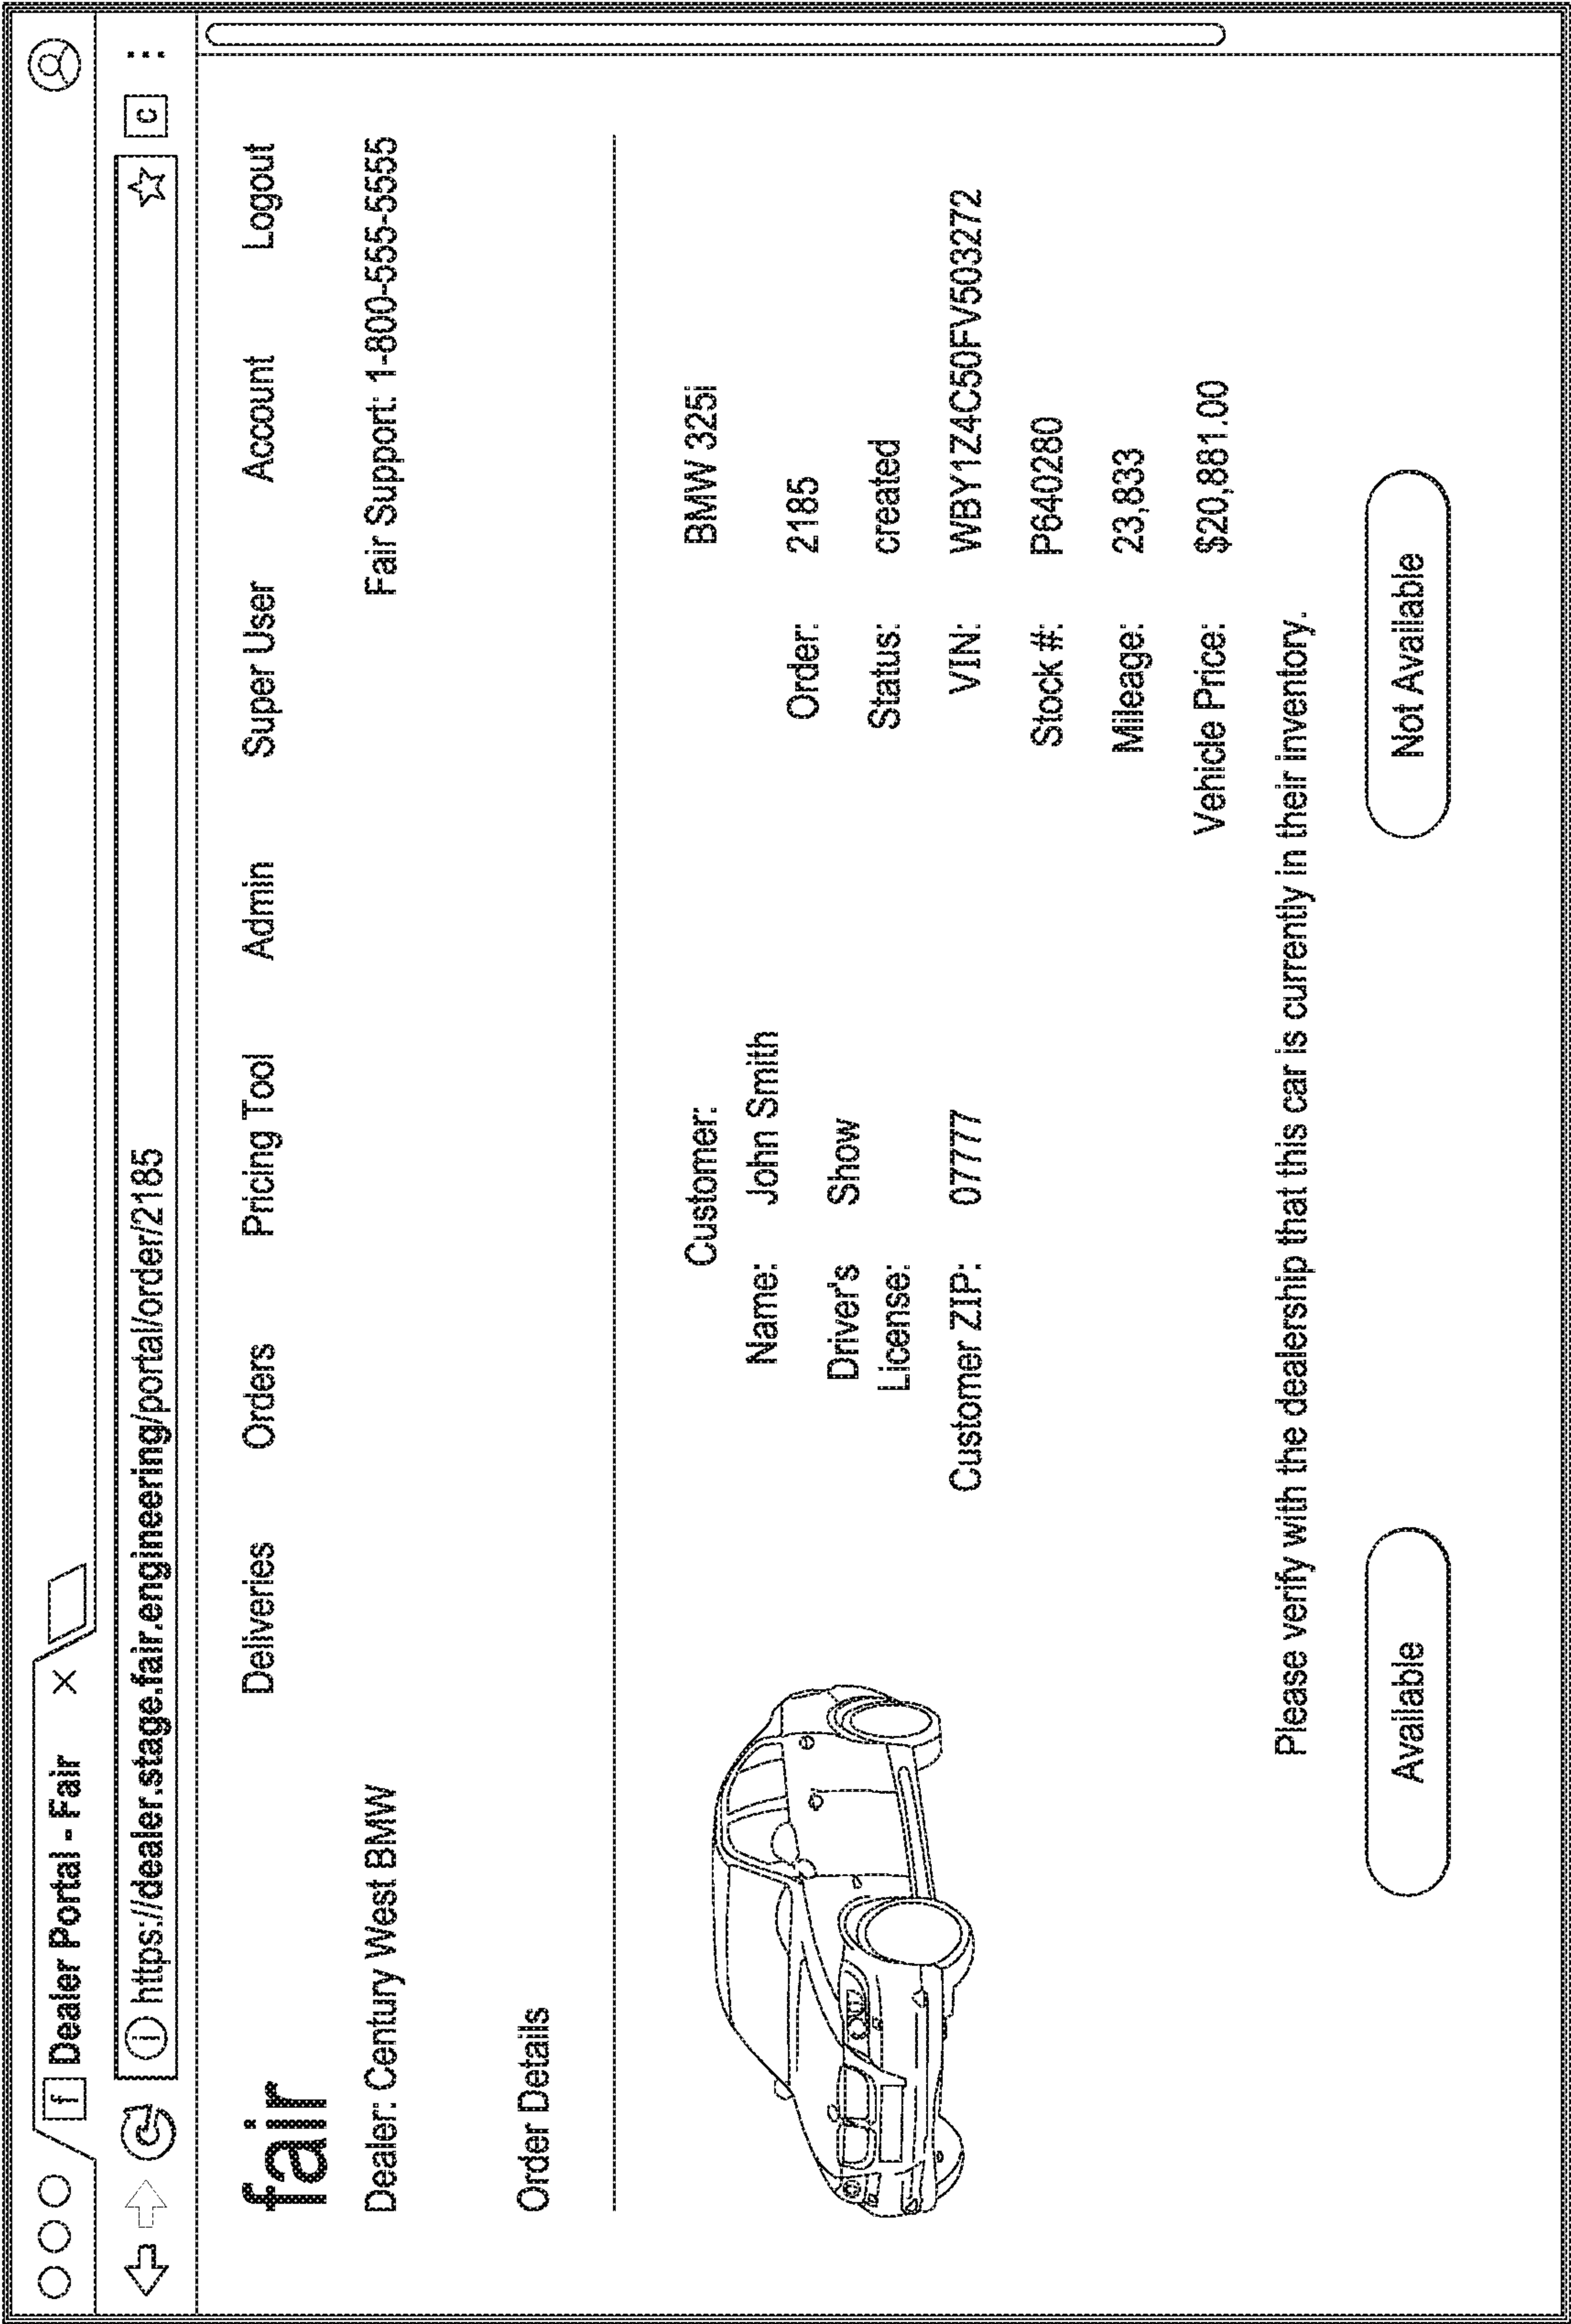 f Dealer Portal - Fair X
i https://dealer.stage.fair.engineering/portal/order/2185 c
fair Deliveries Orders Pricing Tool Admin Super User Account Logout
Dealer: Century West BMW Fair Support: 1-800-555-5555
Order Details
Customer: BMW 325i
Name: John Smith
Order: 2185
Driver's Show
License:
Status: created
Customer ZIP: 07777
VIN: WBY1Z4C50FV503272
Stock #: P640280
Mileage: 23,833
Vehicle Price: $20,881.00
Please verify with the dealership that this car is currently in their inventory.
Available Not Available